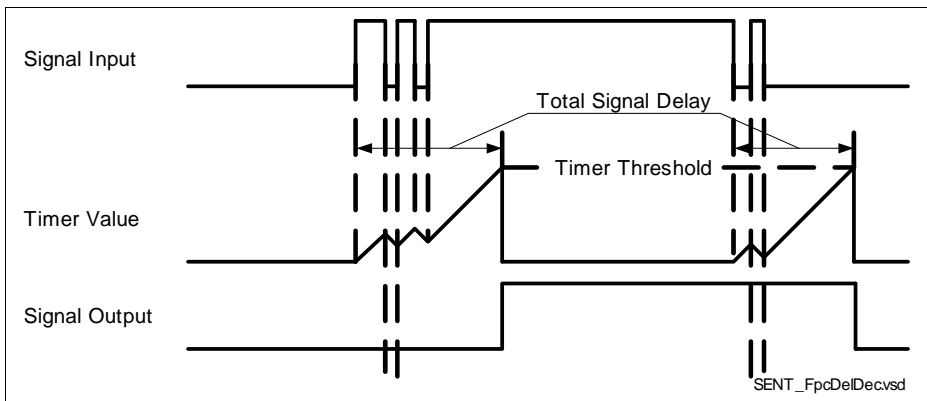 Signal Input
Total Signal Delay
Timer Threshold
Timer Value
Signal Output
SENT_FpcDelDec.vsd